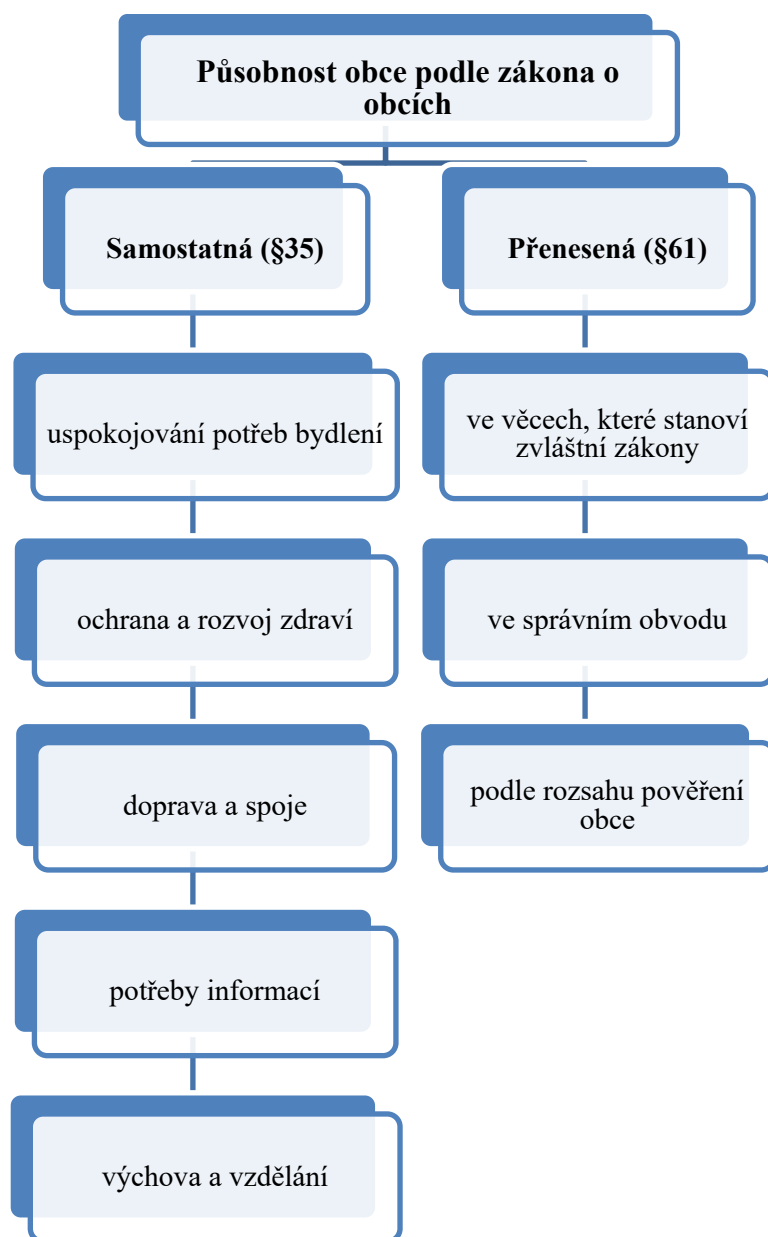 Působnost obce podle zákona o
obcích
Samostatná (§35)
Přenesená (§61)
uspokojování potřeb bydlení
ve věcech, které stanoví
zvláštní zákony
ochrana a rozvoj zdraví
ve správním obvodu
doprava a spoje
podle rozsahu pověření
obce
potřeby informací
výchova a vzdělání